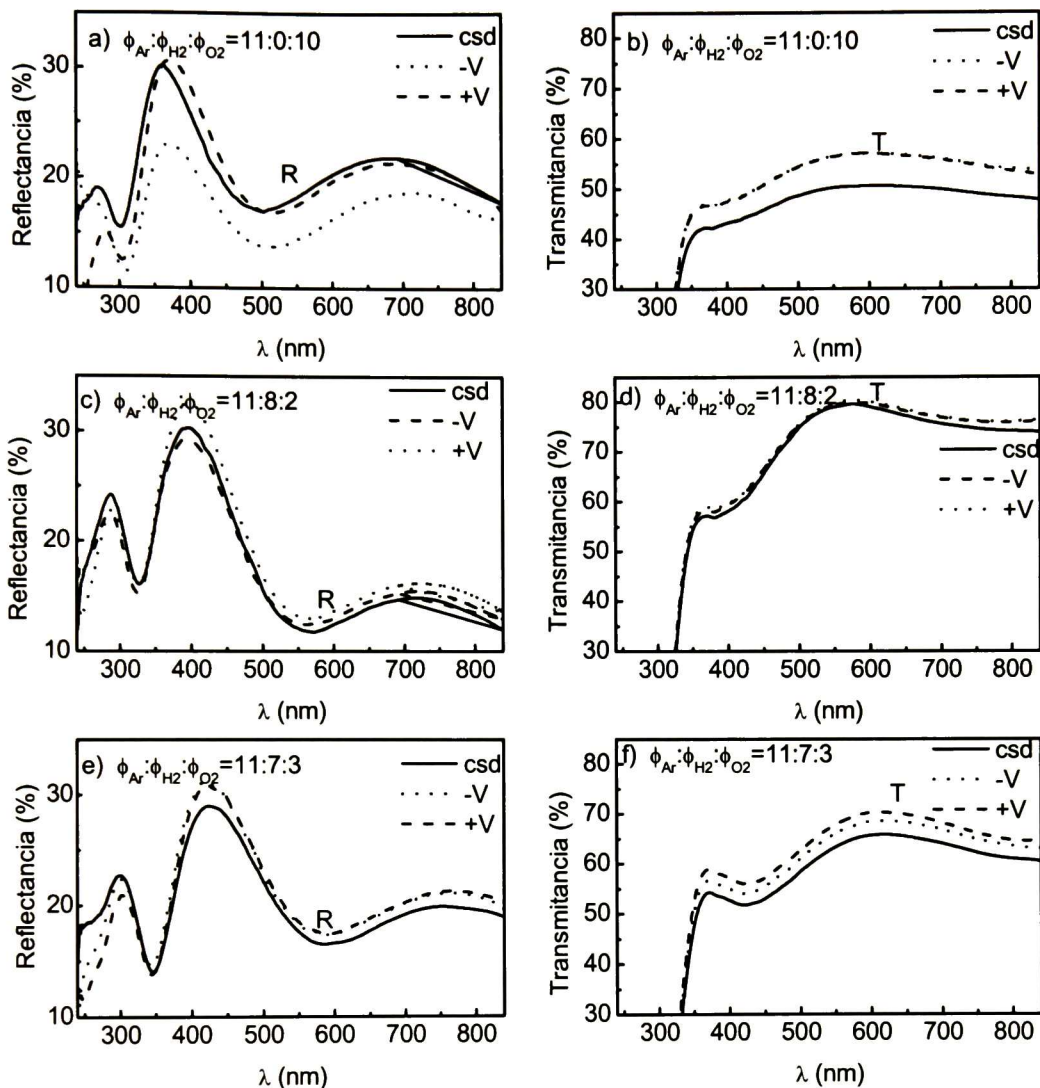 a) ϕAr:ϕH2:ϕO2=11:0:10
csd
-V
+V
R
Reflectancia (%)
30
20
10
300 400 500 600 700 800
λ (nm)
b) ϕAr:ϕH2:ϕO2=11:0:10
csd
-V
+V
T
Transmitancia (%)
80
70
60
50
40
30
300 400 500 600 700 800
λ (nm)
c) ϕAr:ϕH2:ϕO2=11:8:2
csd
-V
+V
R
Reflectancia (%)
30
20
10
300 400 500 600 700 800
λ (nm)
d) ϕAr:ϕH2:ϕO2=11:8:2
T
csd
-V
+V
Transmitancia (%)
80
70
60
50
40
30
300 400 500 600 700 800
λ (nm)
e) ϕAr:ϕH2:ϕO2=11:7:3
csd
-V
+V
R
Reflectancia (%)
30
20
10
300 400 500 600 700 800
λ (nm)
f) ϕAr:ϕH2:ϕO2=11:7:3
csd
-V
+V
T
Transmitancia (%)
80
70
60
50
40
30
300 400 500 600 700 800
λ (nm)